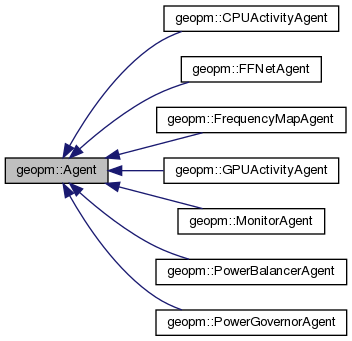 geopm::CPUActivityAgent
geopm::FFNetAgent
geopm::FrequencyMapAgent
geopm::Agent
geopm::GPUActivityAgent
geopm::MonitorAgent
geopm::PowerBalancerAgent
geopm::PowerGovernorAgent